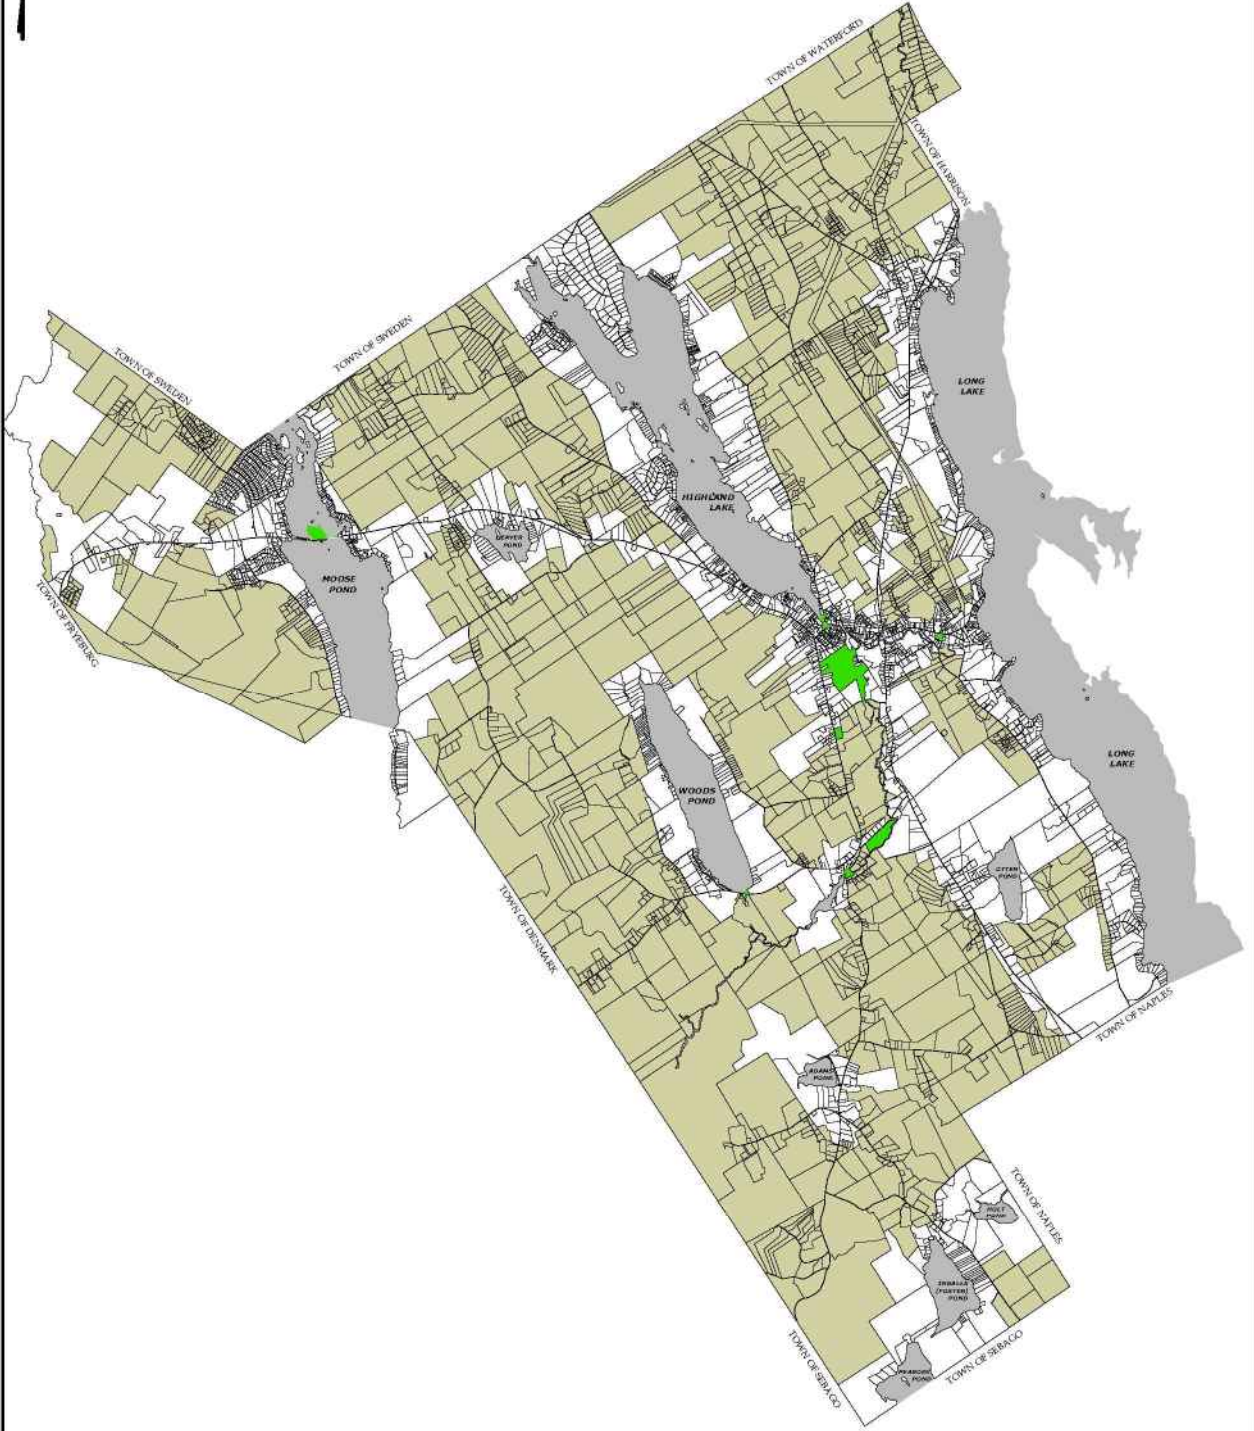 TOWN OF WATERFORD
TOWN OF HARRISON
TOWN OF SWEDEN
TOWN OF SWEDEN
LONG
LAKE
HIGHLAND
LAKE
BEAVER
POND
MOOSE
POND
TOWN OF FRYEBURG
LONG
LAKE
WOODS
POND
OTTER
POND
TOWN OF DENMARK
TOWN OF NAPLES
ADAMS
POND
TOWN OF NAPLES
HOLT
POND
INGALLS
(FOSTER)
POND
TOWN OF SEBAGO
TOWN OF SEBAGO
PEABODY
POND